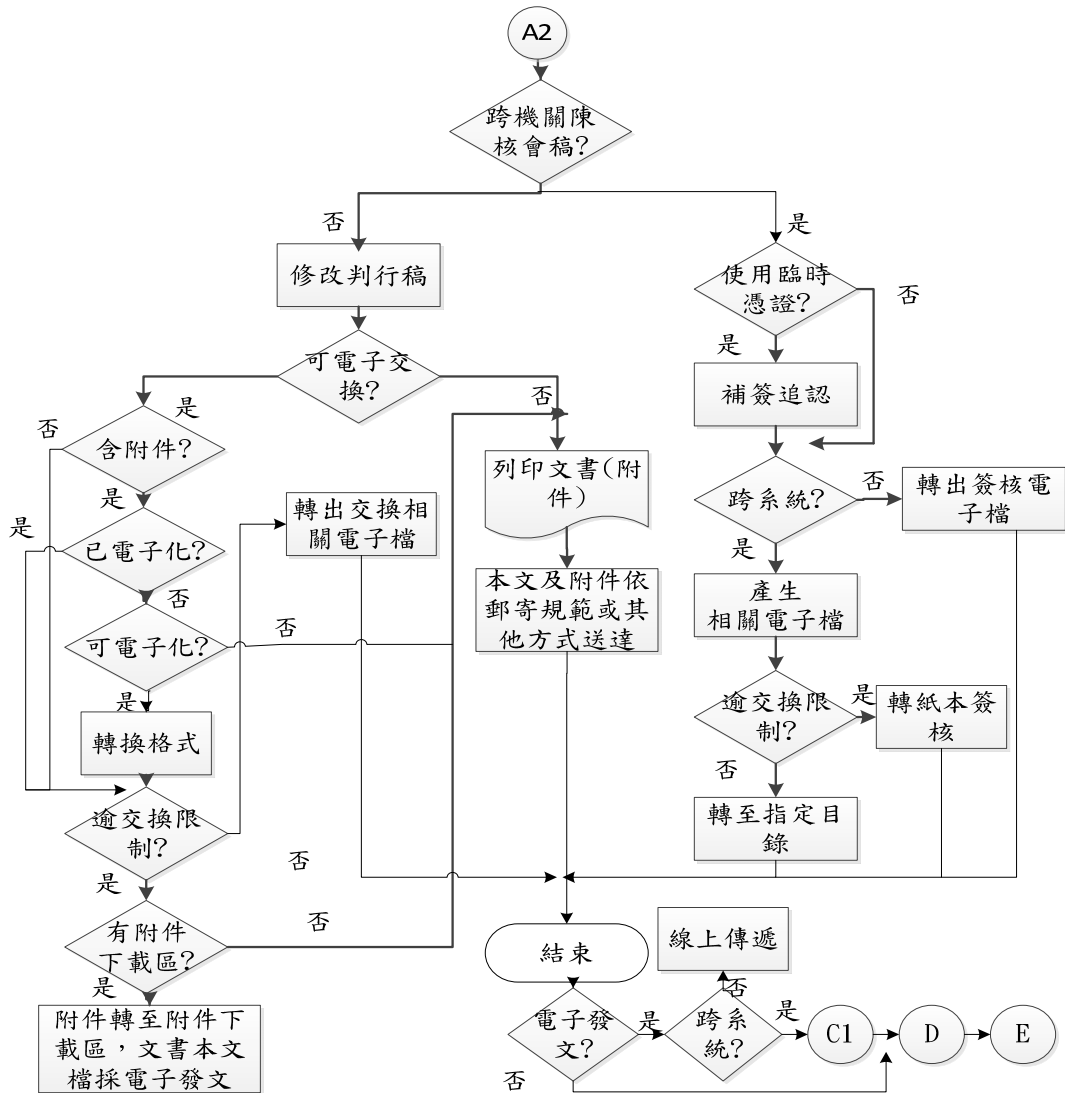 A2
跨機關陳
核會稿?
否
是
修改判行稿
使用臨時
憑證?
否
是
可電子交
換?
補簽追認
是
否
否
含附件?
列印文書(附
件)
跨系統?
否
轉出簽核電
子檔
是
是
轉出交換相
關電子檔
已電子化?
是
本文及附件依
郵寄規範或其
他方式送達
產生
相關電子檔
否
可電子化?
否
是
逾交換限
制?
是
轉紙本簽
核
轉換格式
否
逾交換限
制?
轉至指定目
錄
否
是
有附件
下載區?
否
線上傳遞
結束
是
否
附件轉至附件下
載區，文書本文
檔採電子發文
電子發
文?
是
跨系
統?
是
C1
D
E
否